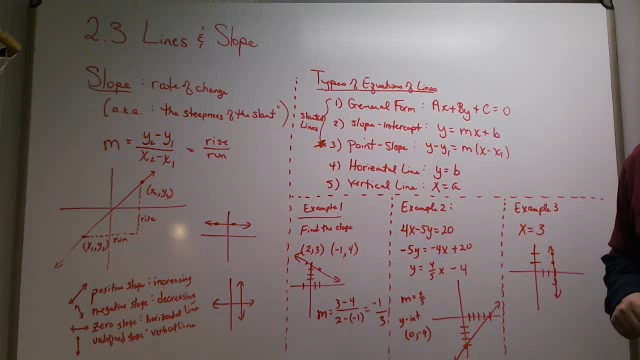 2.3 Lines & Slope
Slope : rate of change
(a.k.a. : the steepness of the slant)
m = y₂-y₁/x₂-x₁ = rise/run
(x₂,y₂)
rise
(x₁,y₁) run
positive slope : increasing
negative slope : decreasing
zero slope : horizontal line
undefined slope : vertical line
Types of Equations of Lines
Slanted Lines
1) General Form : Ax+By+C=0
2) Slope-intercept : y=mx+b
3) Point-Slope : y-y₁=m(x-x₁)
4) Horizontal Line : y=b
5) Vertical Line : x=a
Example 1
Find the slope
(2,3) (-1,4)
m = 3-4/2-(-1) = -1/3
Example 2:
4x-5y=20
-5y=-4x+20
y=4/5x-4
m=4/5
y-int
(0,-4)
Example 3
x=3